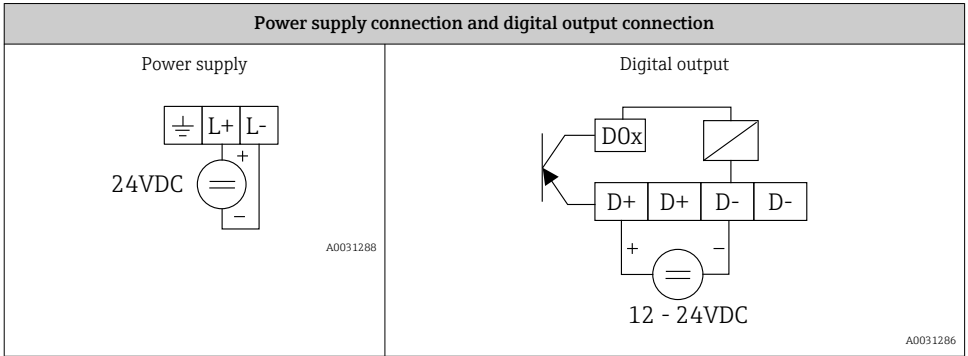 Power supply connection and digital output connection
Power supply
L+ L-
+
24VDC
−
A0031288
Digital output
DOx
D+ D+ D- D-
+ −
12 - 24VDC
A0031286